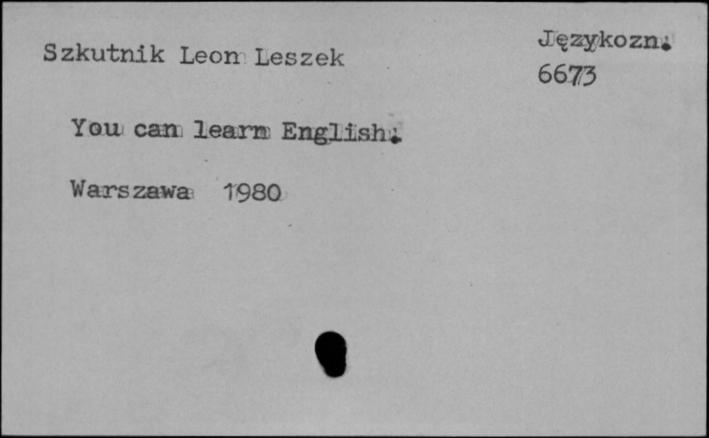 Szkutnik Leon Leszek
Językozn.
6673
You can learn English.
Warszawa 1980